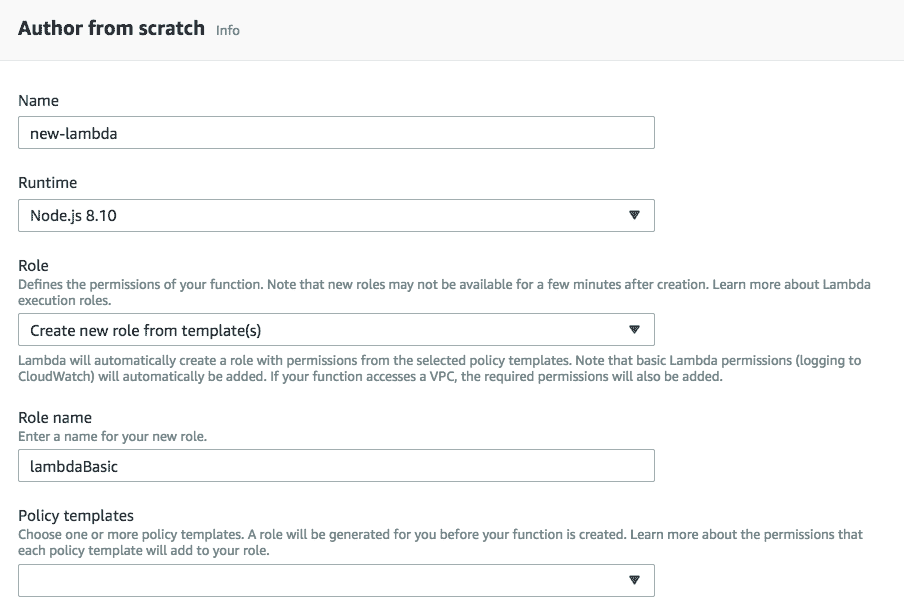 Author from scratch Info
Name
new-lambda
Runtime
Node.js 8.10
Role
Defines the permissions of your function. Note that new roles may not be available for a few minutes after creation. Learn more about Lambda
execution roles.
Create new role from template(s)
Lambda will automatically create a role with permissions from the selected policy templates. Note that basic Lambda permissions (logging to
CloudWatch) will automatically be added. If your function accesses a VPC, the required permissions will also be added.
Role name
Enter a name for your new role.
lambdaBasic
Policy templates
Choose one or more policy templates. A role will be generated for you before your function is created. Learn more about the permissions that
each policy template will add to your role.